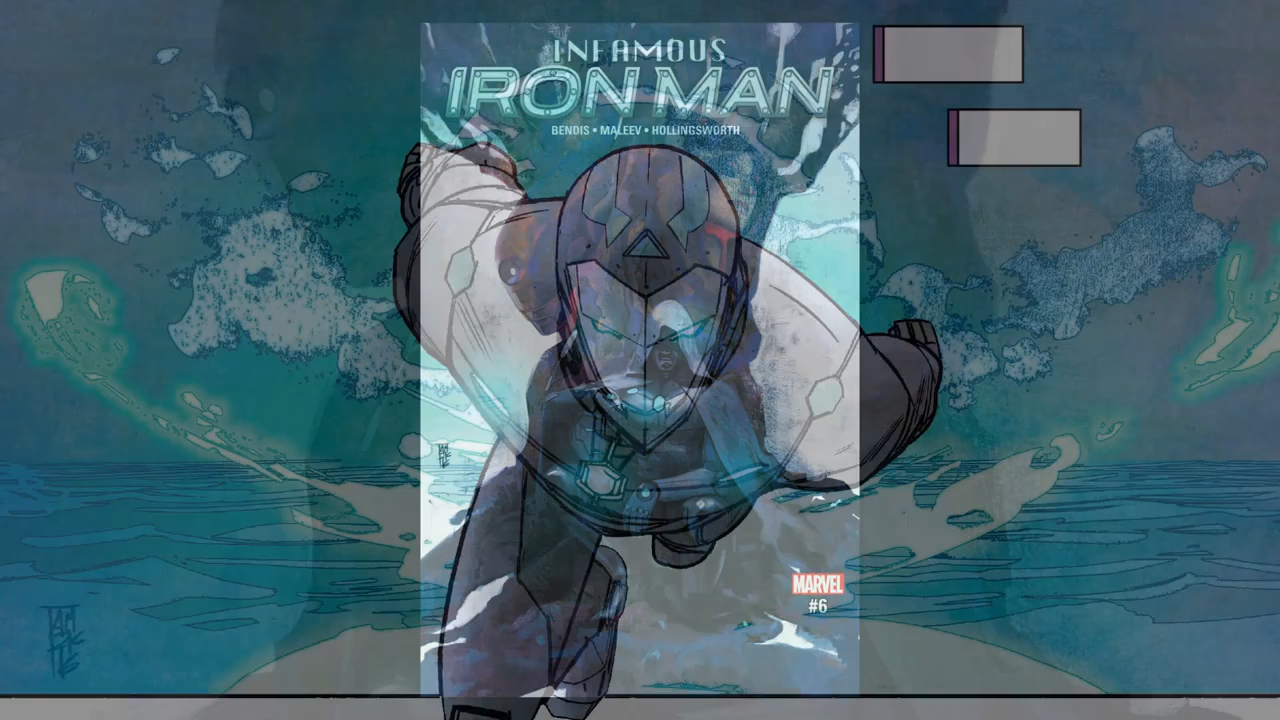 INFAMOUS
IRON MAN
BENDIS • MALEEV • HOLLINGSWORTH
MARVEL
#6